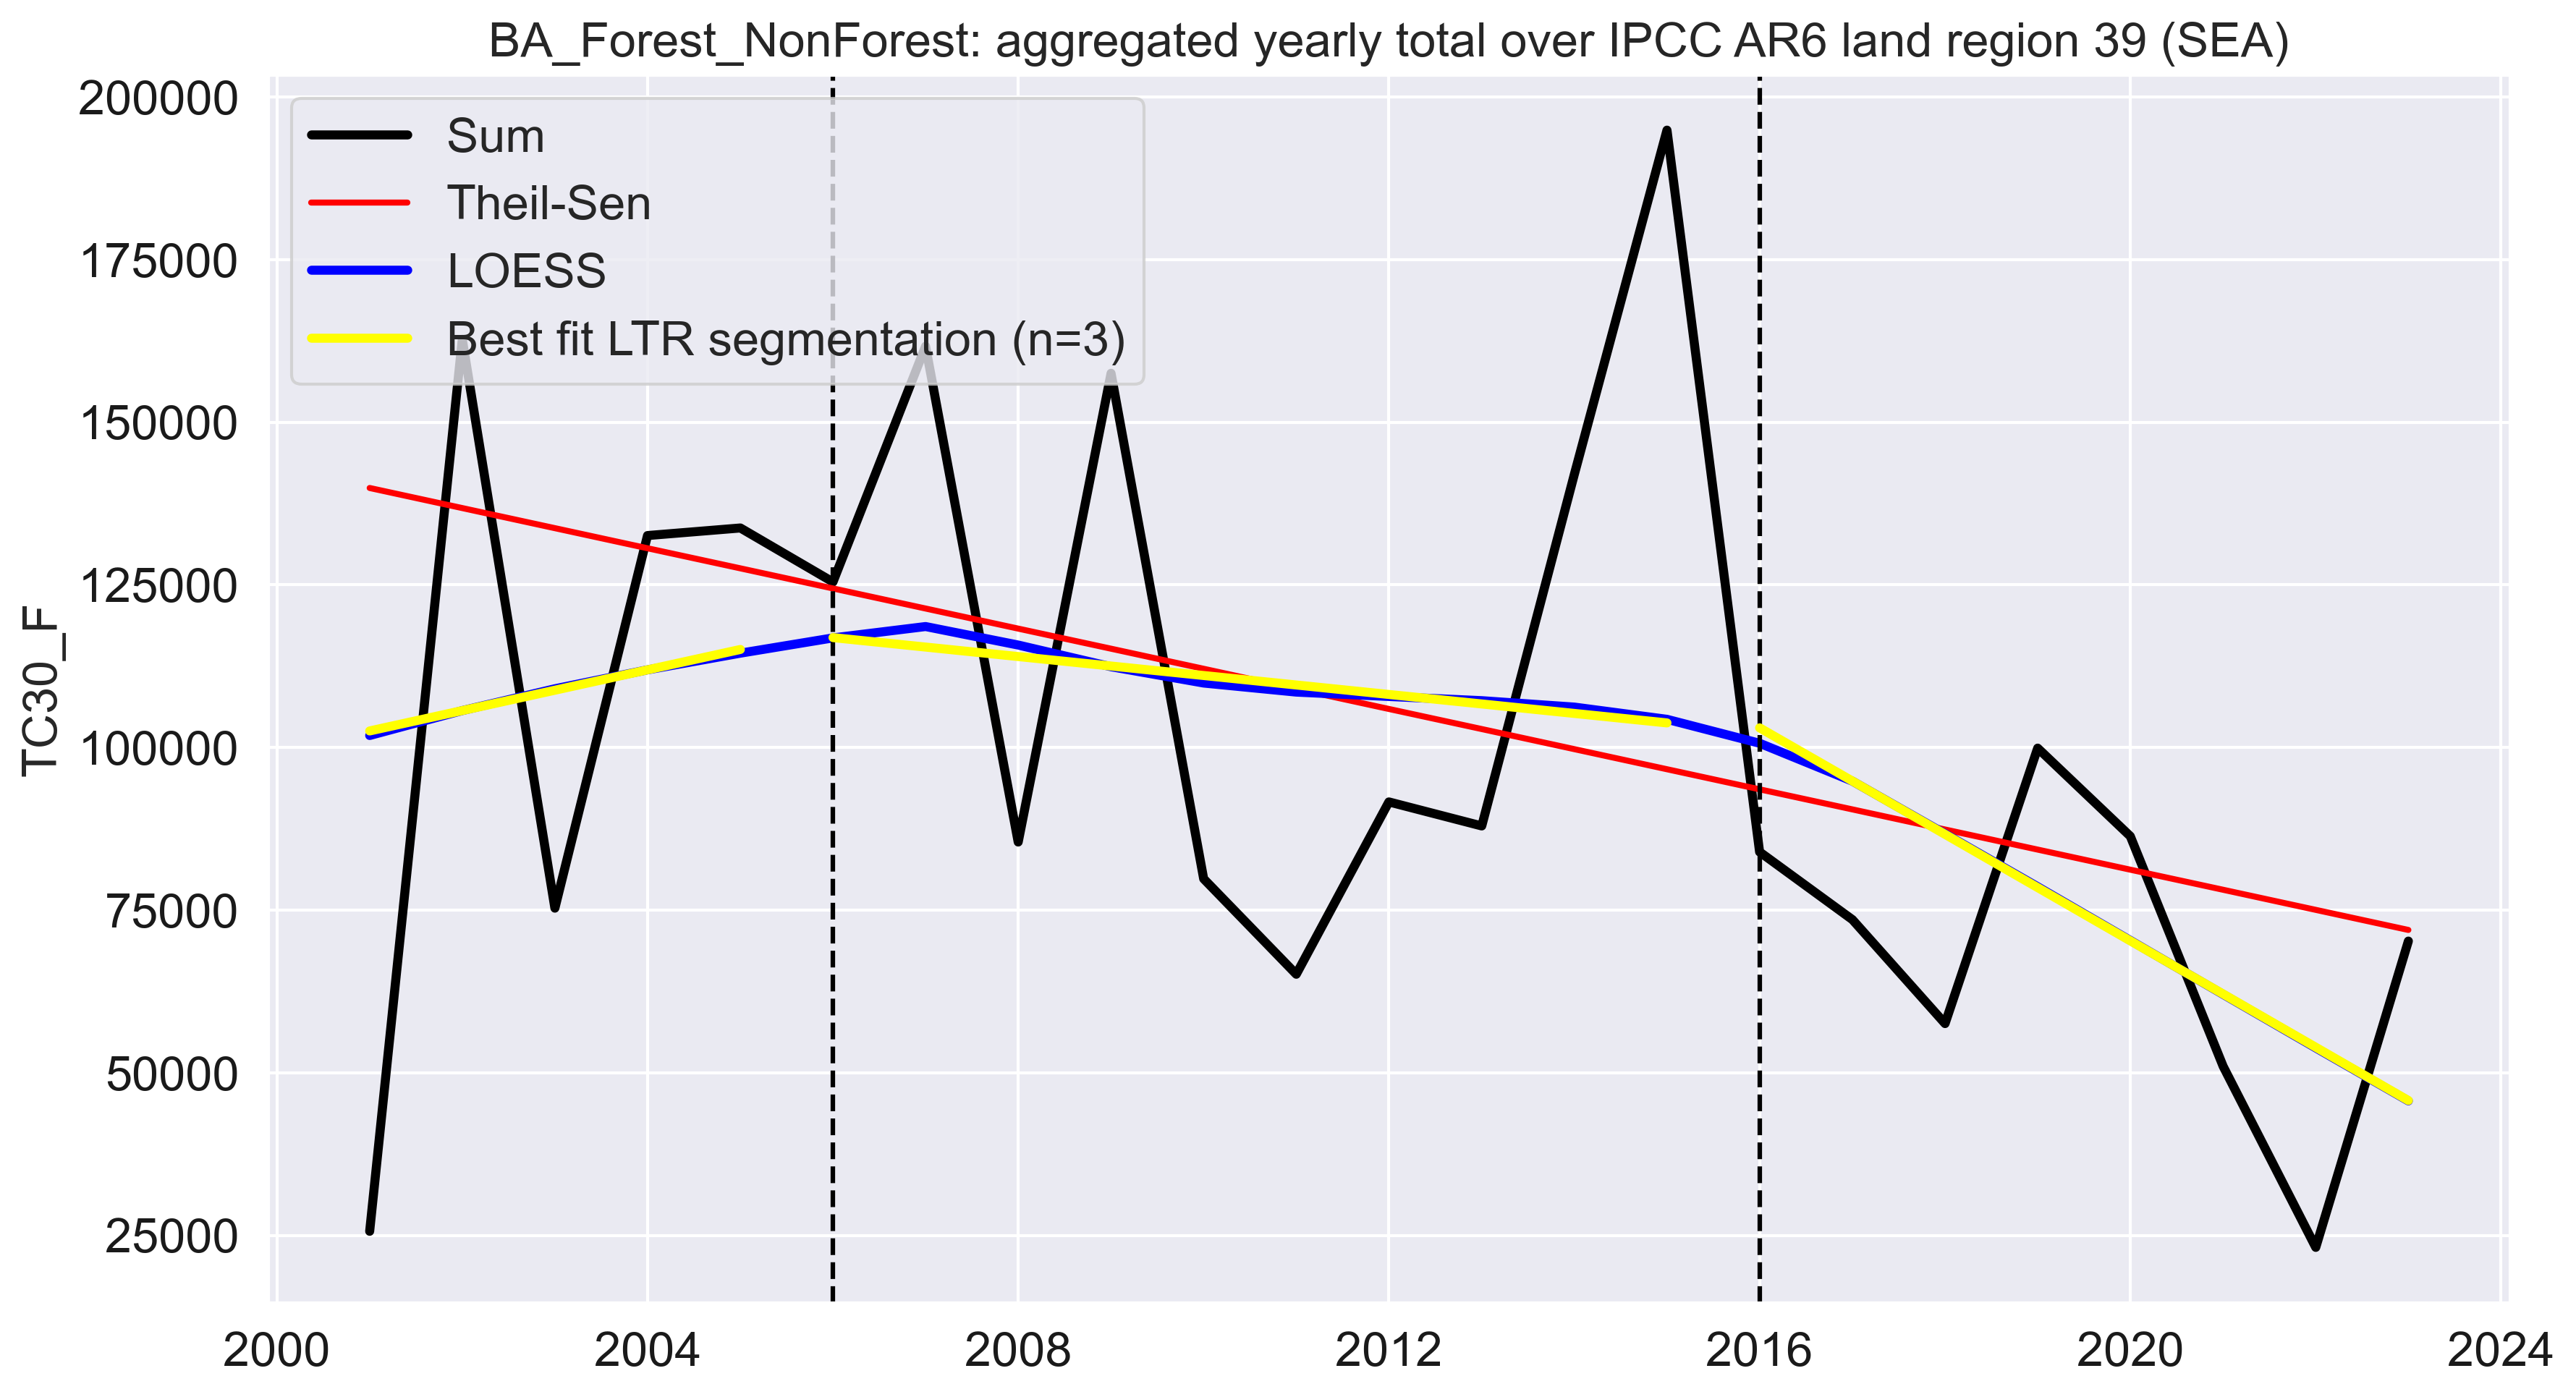 BA_Forest_NonForest: aggregated yearly total over IPCC AR6 land region 39 (SEA)
200000
175000
150000
125000
100000
75000
50000
25000
TC30_F
Sum
Theil-Sen
LOESS
Best fit LTR segmentation (n=3)
2000 2004 2008 2012 2016 2020 2024